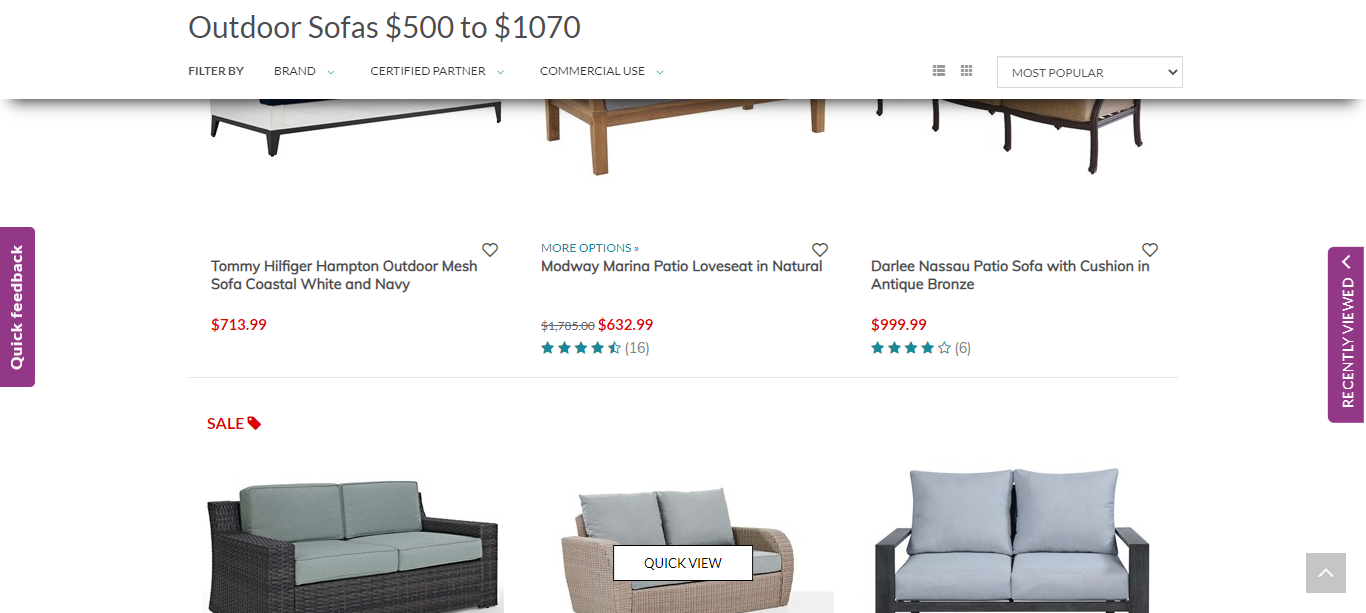 Outdoor Sofas $500 to $1070
FILTER BY BRAND CERTIFIED PARTNER COMMERCIAL USE MOST POPULAR
Quick feedback
RECENTLY VIEWED
MORE OPTIONS »
Tommy Hilfiger Hampton Outdoor Mesh
Sofa Coastal White and Navy
$713.99
Modway Marina Patio Loveseat in Natural
$1,785.00 $632.99
(16)
Darlee Nassau Patio Sofa with Cushion in
Antique Bronze
$999.99
(6)
SALE
QUICK VIEW